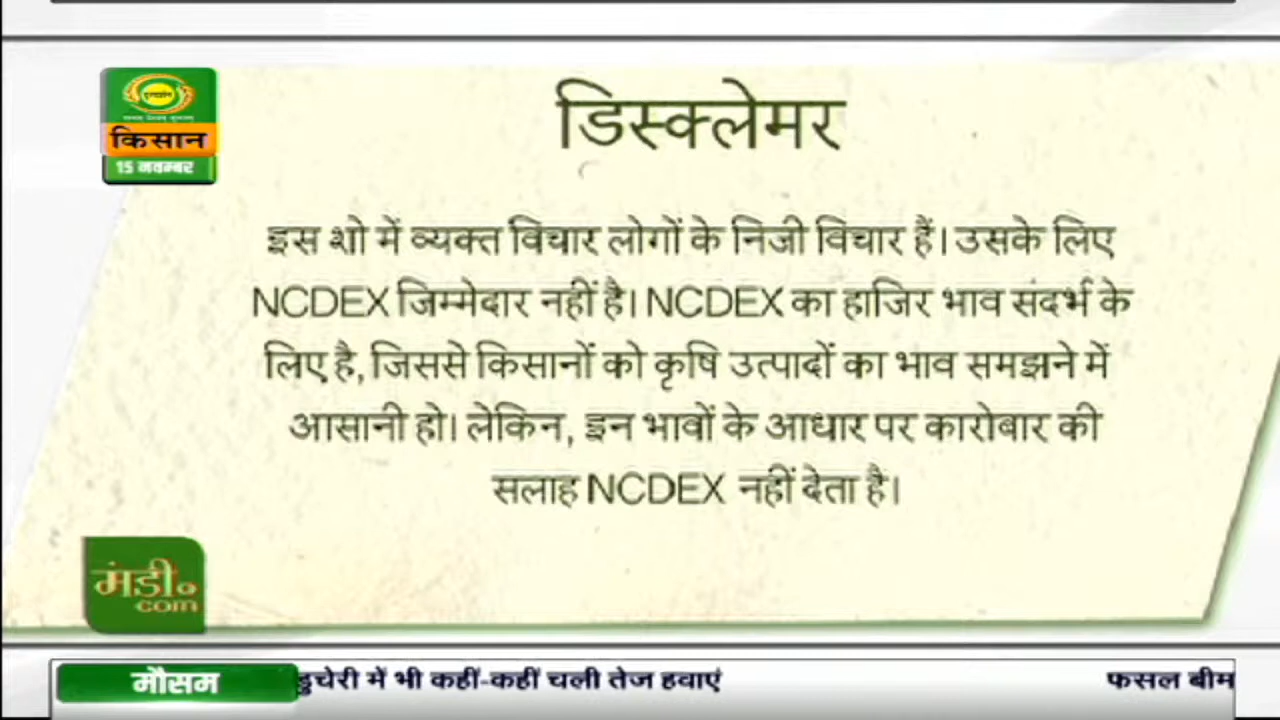 डिस्क्लेमर
किसान
15 नवम्बर
इस शो में व्यक्त विचार लोगों के निजी विचार हैं। उसके लिए
NCDEX जिम्मेदार नहीं है। NCDEX का हाजिर भाव संदर्भ के
लिए है, जिससे किसानों को कृषि उत्पादों का भाव समझने में
आसानी हो। लेकिन, इन भावों के आधार पर कारोबार की
सलाह NCDEX नहीं देता है।
मंडी.
com
मौसम डुचेरी में भी कहीं-कहीं चली तेज हवाएं फसल बीम